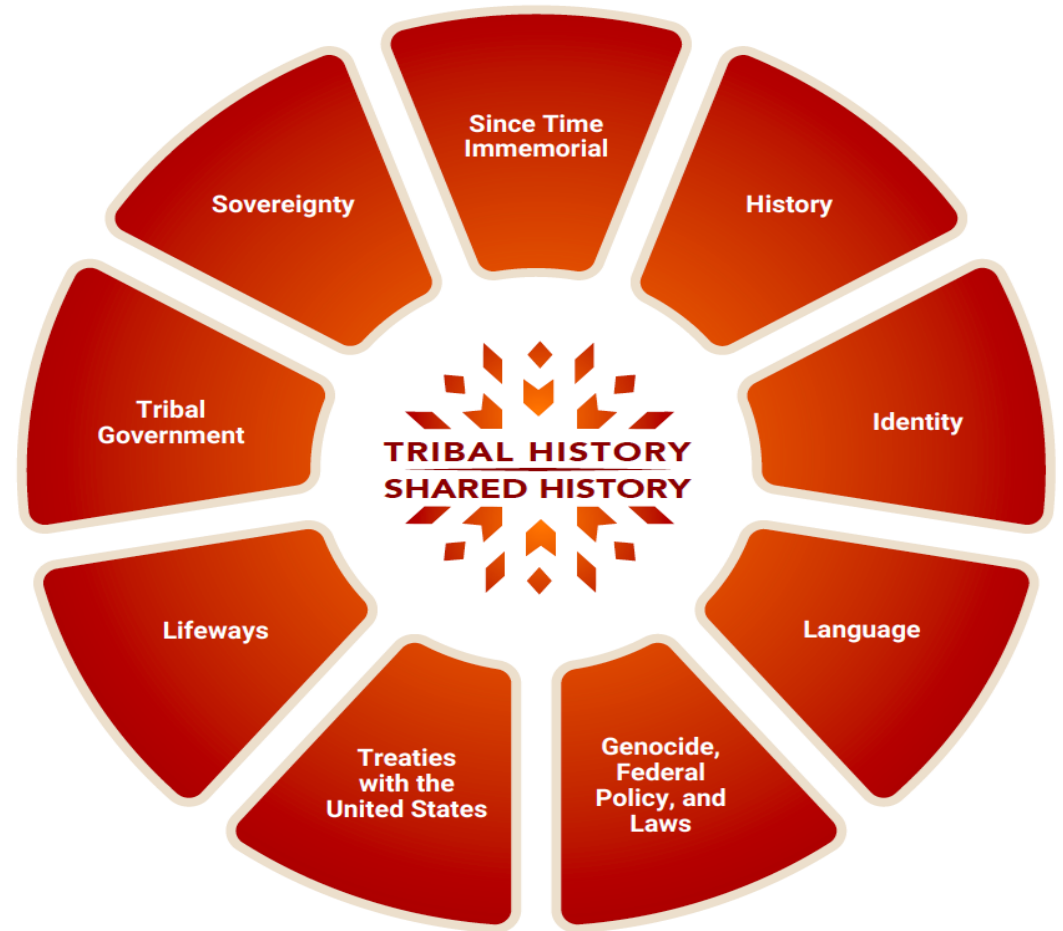 Since Time
Immemorial
History
Identity
Language
Genocide,
Federal
Policy, and
Laws
Treaties
with the
United States
Lifeways
Tribal
Government
Sovereignty
TRIBAL HISTORY
SHARED HISTORY